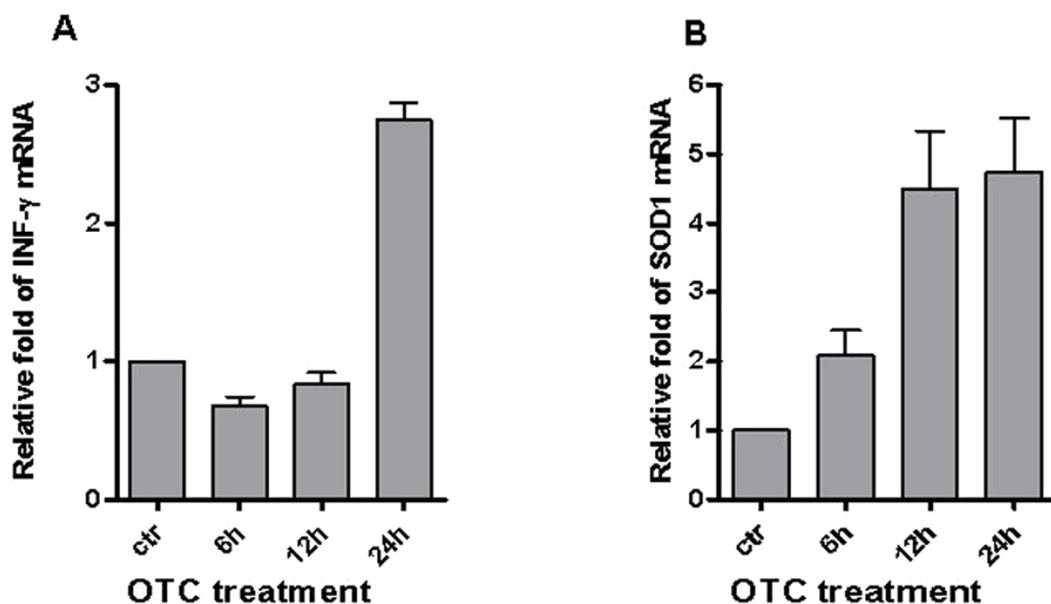 A
Relative fold of INF-γ mRNA
3
2
1
0
ctr
6h
12h
24h
OTC treatment
B
Relative fold of SOD1 mRNA
6
5
4
3
2
1
0
ctr
6h
12h
24h
OTC treatment